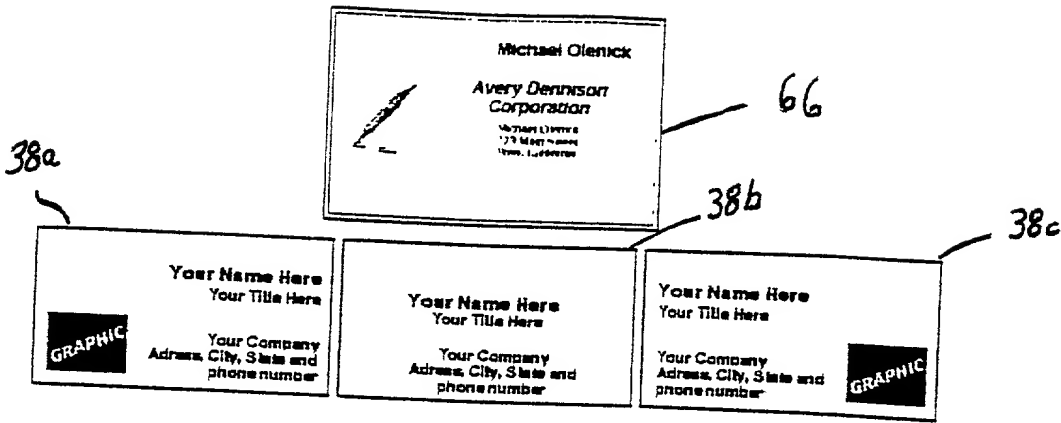 Michael Olenick
Avery Dennison
Corporation
Michael Olenick
66
38a
38b
38c
Your Name Here
Your Title Here
GRAPHIC
Your Company
Adress, City, State and
phone number
Your Name Here
Your Title Here
Your Company
Adress, City, State and
phone number
Your Name Here
Your Title Here
Your Company
Adress, City, State and
phone number
GRAPHIC